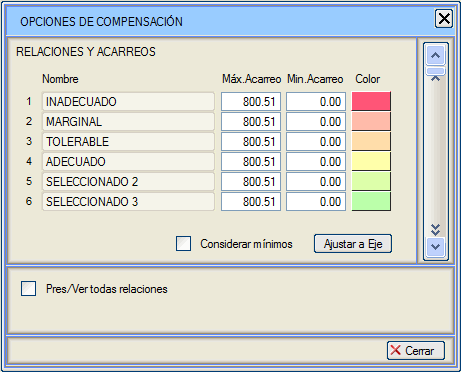 OPCIONES DE COMPENSACIÓN
RELACIONES Y ACARREOS
Nombre Máx.Acarreo Min.Acarreo Color
1 INADECUADO 800.51 0.00
2 MARGINAL 800.51 0.00
3 TOLERABLE 800.51 0.00
4 ADECUADO 800.51 0.00
5 SELECCIONADO 2 800.51 0.00
6 SELECCIONADO 3 800.51 0.00
Considerar mínimos Ajustar a Eje
Pres/Ver todas relaciones
Cerrar